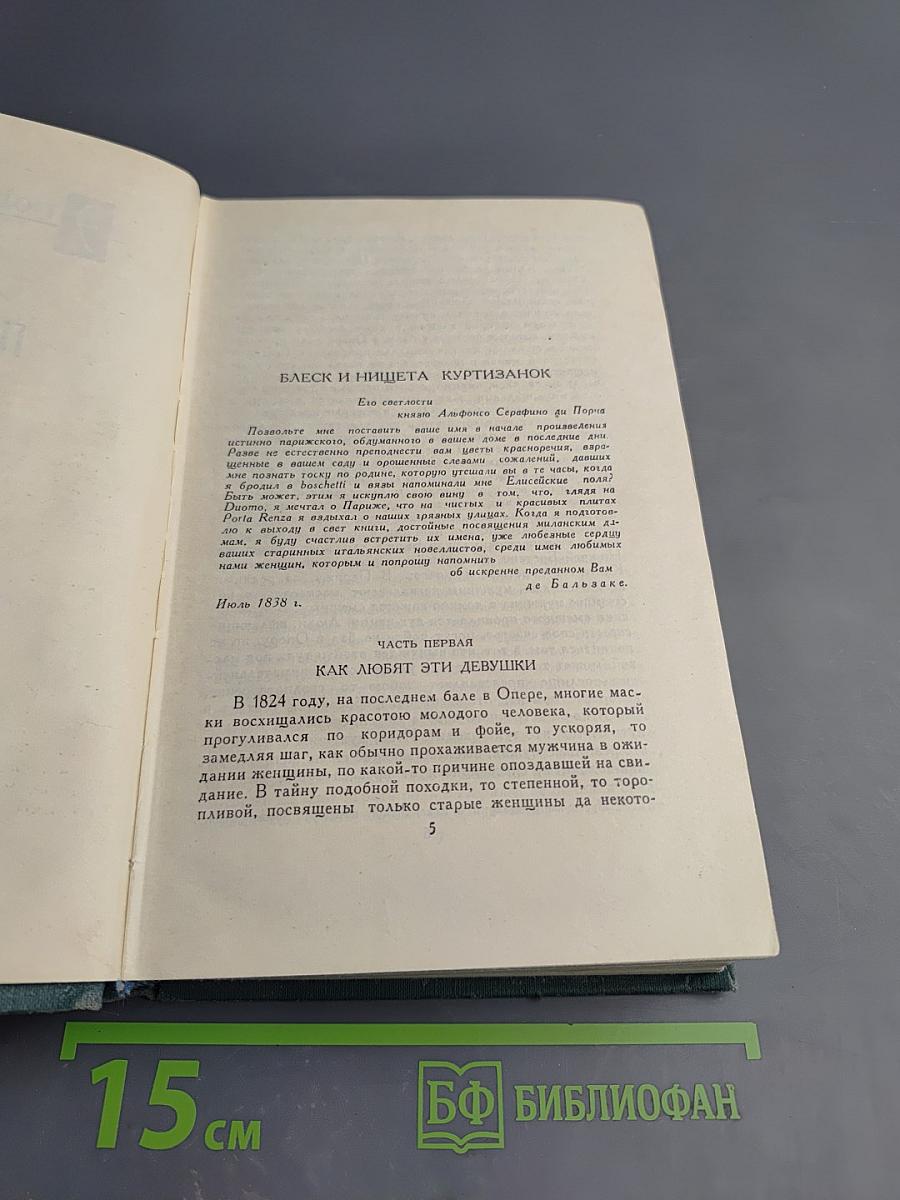 БЛЕСК И НИЩЕТА КУРТИЗАНОК
Его светлости
князю Альфонсо Серафино ди Порча
Позвольте мне поставить ваше имя в начале произведения
истинно парижского, обдуманного в вашем доме в последние дни.
Разве не естественно преподнести вам цветы красноречия, взра-
щенные в вашем саду и орошенные слезами сожалений, давших
мне познать тоску по родине, которую утешали вы в те часы, когда
я бродил в boschetti и вязы напоминали мне Елисейские поля?
Быть может, этим я искуплю свою вину в том, что, глядя на
Duomo, я мечтал о Париже, что на чистых и красивых плитах
Porta Renza я вздыхал о наших грязных улицах. Когда я подготов-
лю к выходу в свет книги, достойные посвящения миланским да-
мам, я буду счастлив встретить их имена, уже любезные сердцу
ваших старинных итальянских новеллистов, среди имен любимых
нами женщин, которым и попрошу напомнить
об искренне преданном Вам
де Бальзаке.
Июль 1838 г.
ЧАСТЬ ПЕРВАЯ
КАК ЛЮБЯТ ЭТИ ДЕВУШКИ
В 1824 году, на последнем бале в Опере, многие мас-
ки восхищались красотою молодого человека, который
прогуливался по коридорам и фойе, то ускоряя, то
замедляя шаг, как обычно прохаживается мужчина в ожи-
дании женщины, по какой-то причине опоздавшей на сви-
дание. В тайну подобной походки, то степенной, то торо-
пливой, посвящены только старые женщины да некото-
5
15 см
БФ БИБЛИОФАН